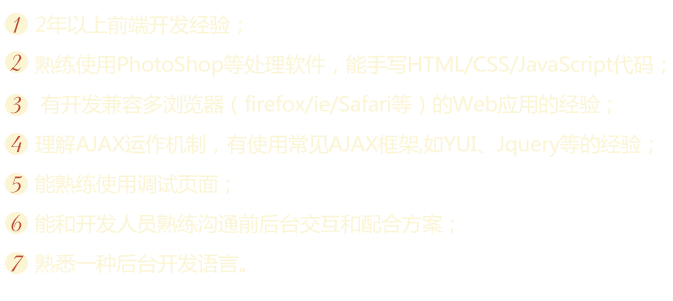 1 2年以上前端开发经验；
2 熟练使用PhotoShop等处理软件，能手写HTML/CSS/JavaScript代码；
3 有开发兼容多浏览器（firefox/ie/Safari等）的Web应用的经验；
4 理解AJAX运作机制，有使用常见AJAX框架,如YUI、Jquery等的经验；
5 能熟练使用调试页面；
6 能和开发人员熟练沟通前后台交互和配合方案；
7 熟悉一种后台开发语言。